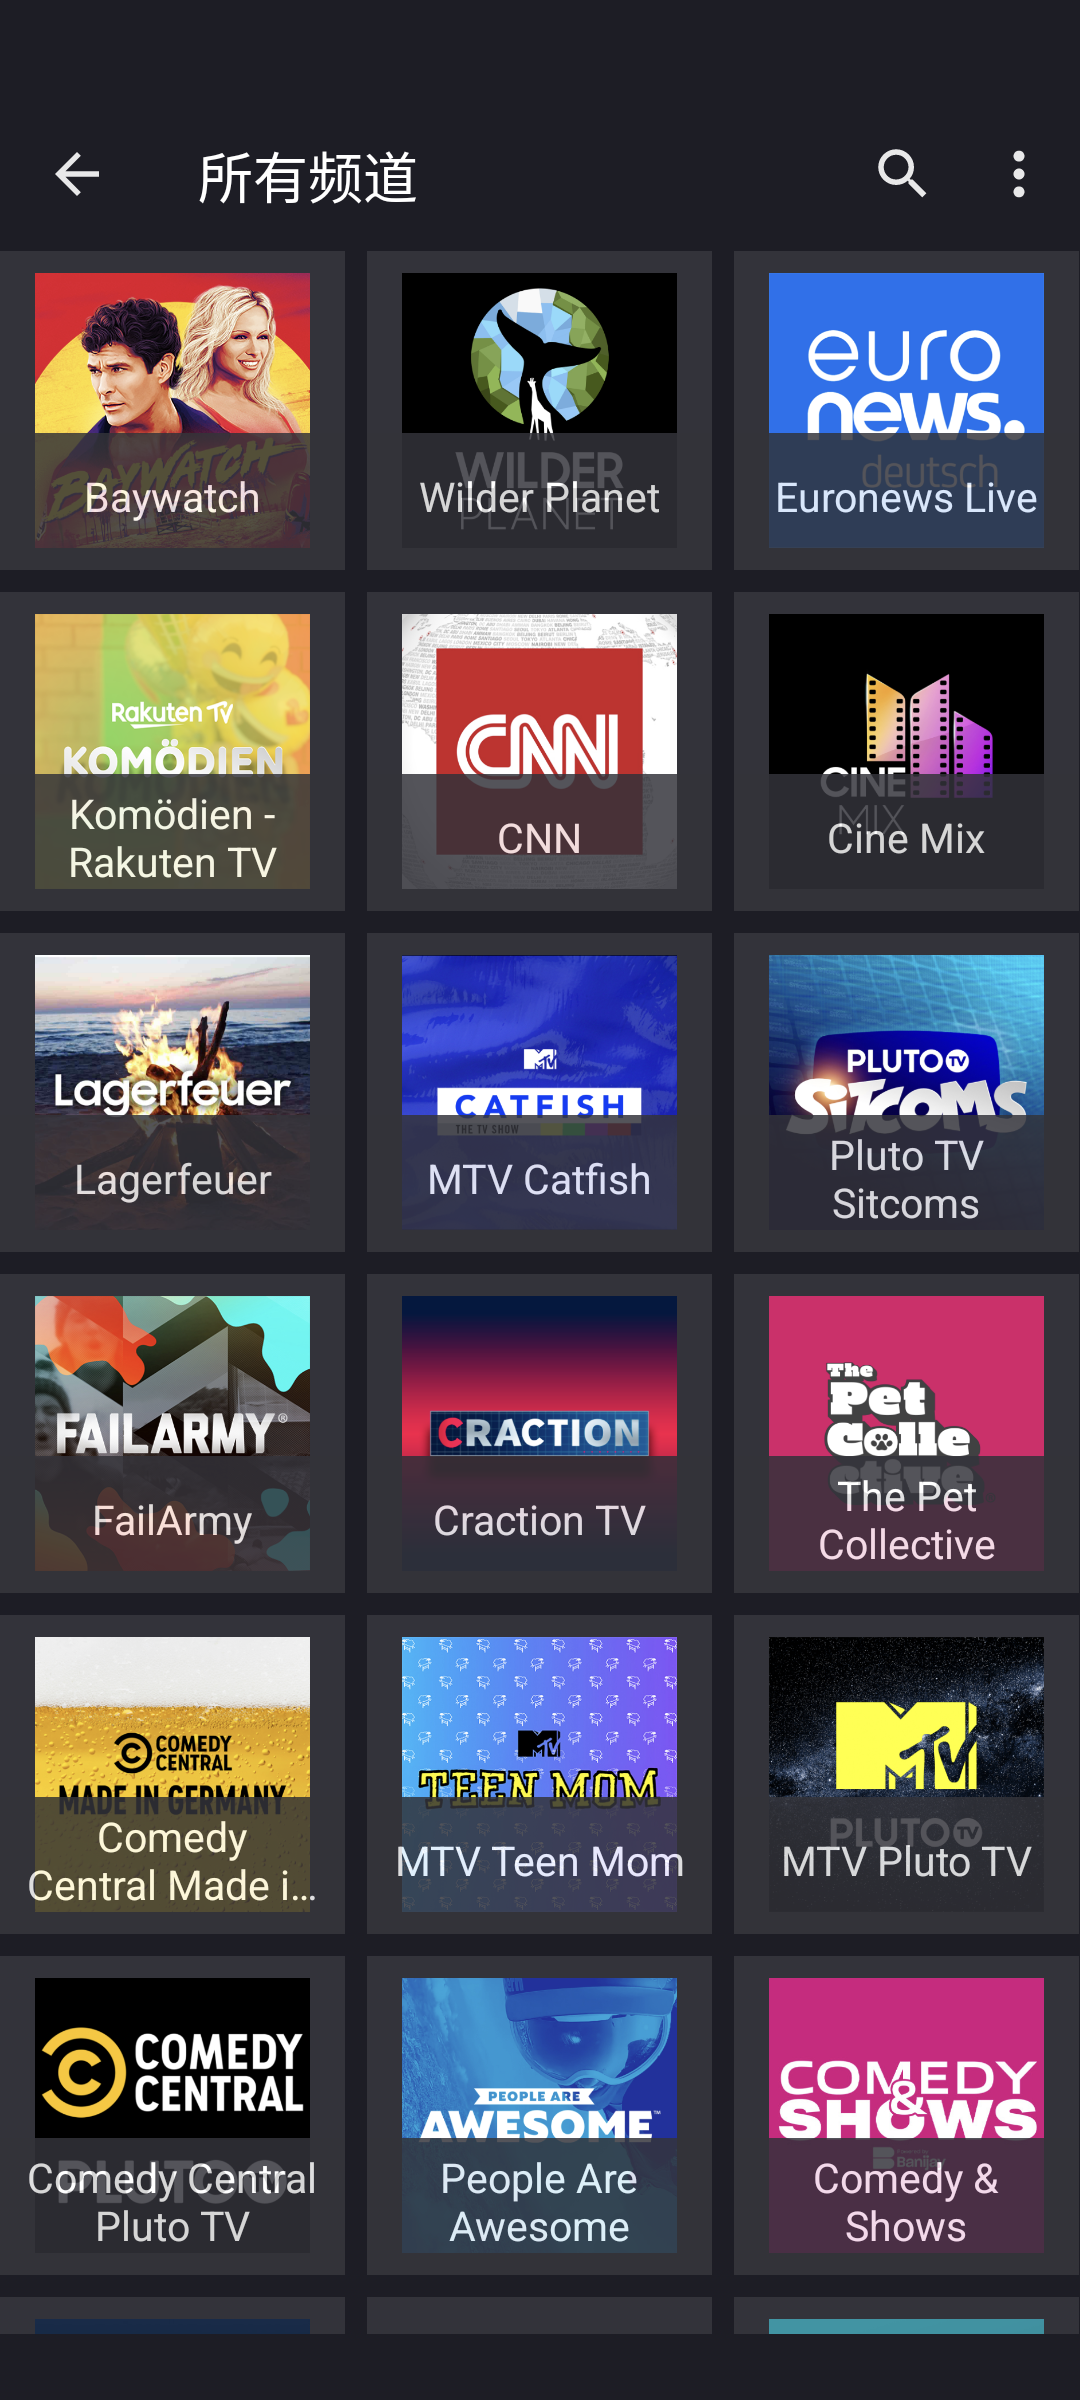 所有频道
BAYWATCH
Baywatch
WILDER
PLANET
Wilder Planet
euro
news.
deutsch
Euronews Live
Rakuten TV
KOMÖDIEN
Komödien -
Rakuten TV
CNN
CNN
CINE
MIX
Cine Mix
Lagerfeuer
Lagerfeuer
MTV
CATFISH
THE TV SHOW
MTV Catfish
PLUTO TV
SITCOMS
Pluto TV
Sitcoms
FAILARMY®
FailArmy
CRACTION
Craction TV
The
Pet
Colle
ctive
The Pet
Collective
COMEDY
CENTRAL
MADE IN GERMANY
Comedy
Central Made i…
MTV
TEEN MOM
MTV Teen Mom
MTV
PLUTO TV
MTV Pluto TV
COMEDY
CENTRAL
PLUTO TV
Comedy Central
Pluto TV
PEOPLE ARE
AWESOME™
People Are
Awesome
COMEDY
&
SHOWS
Banijay
Comedy &
Shows